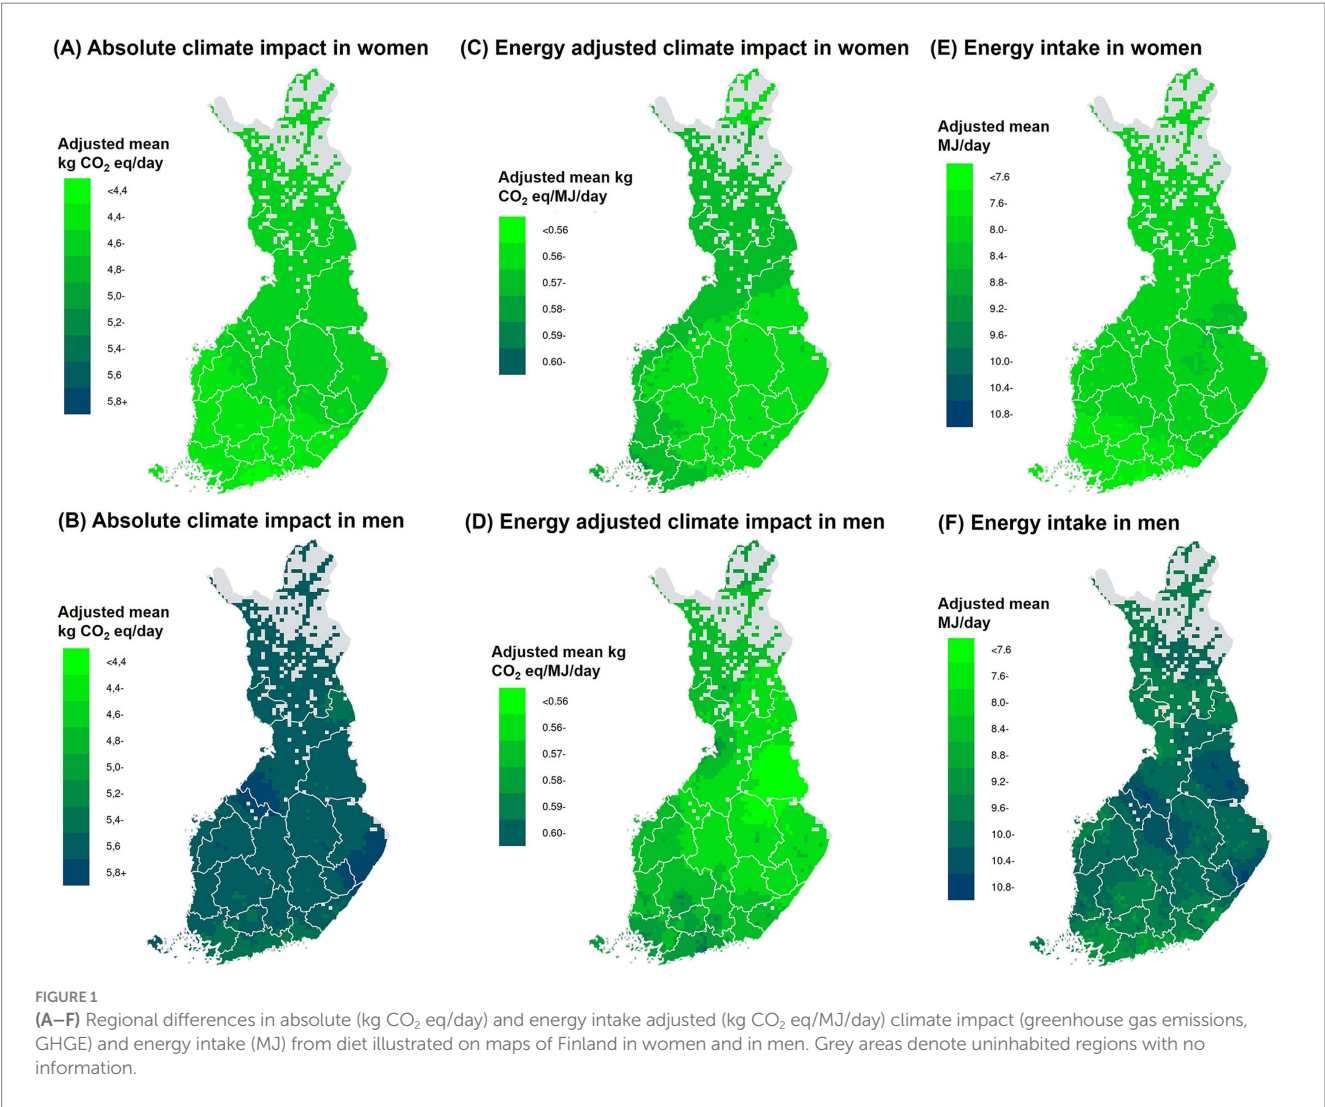 (A) Absolute climate impact in women
Adjusted mean
kg CO₂ eq/day
<4,4
4,4-
4,6-
4,8-
5,0-
5,2-
5,4-
5,6
5,8+
(C) Energy adjusted climate impact in women
Adjusted mean kg
CO₂ eq/MJ/day
<0.56
0.56-
0.57-
0.58-
0.59-
0.60-
(E) Energy intake in women
Adjusted mean
MJ/day
<7.6
7.6-
8.0-
8.4-
8.8-
9.2-
9.6-
10.0-
10.4-
10.8-
(B) Absolute climate impact in men
Adjusted mean
kg CO₂ eq/day
<4,4
4,4-
4,6-
4,8-
5,0-
5,2-
5,4
5,6
5,8+
(D) Energy adjusted climate impact in men
Adjusted mean kg
CO₂ eq/MJ/day
<0.56
0.56-
0.57-
0.58-
0.59-
0.60-
(F) Energy intake in men
Adjusted mean
MJ/day
<7.6
7.6-
8.0-
8.4-
8.8-
9.2-
9.6-
10.0-
10.4-
10.8-
FIGURE 1
(A–F) Regional differences in absolute (kg CO₂ eq/day) and energy intake adjusted (kg CO₂ eq/MJ/day) climate impact (greenhouse gas emissions,
GHGE) and energy intake (MJ) from diet illustrated on maps of Finland in women and in men. Grey areas denote uninhabited regions with no
information.